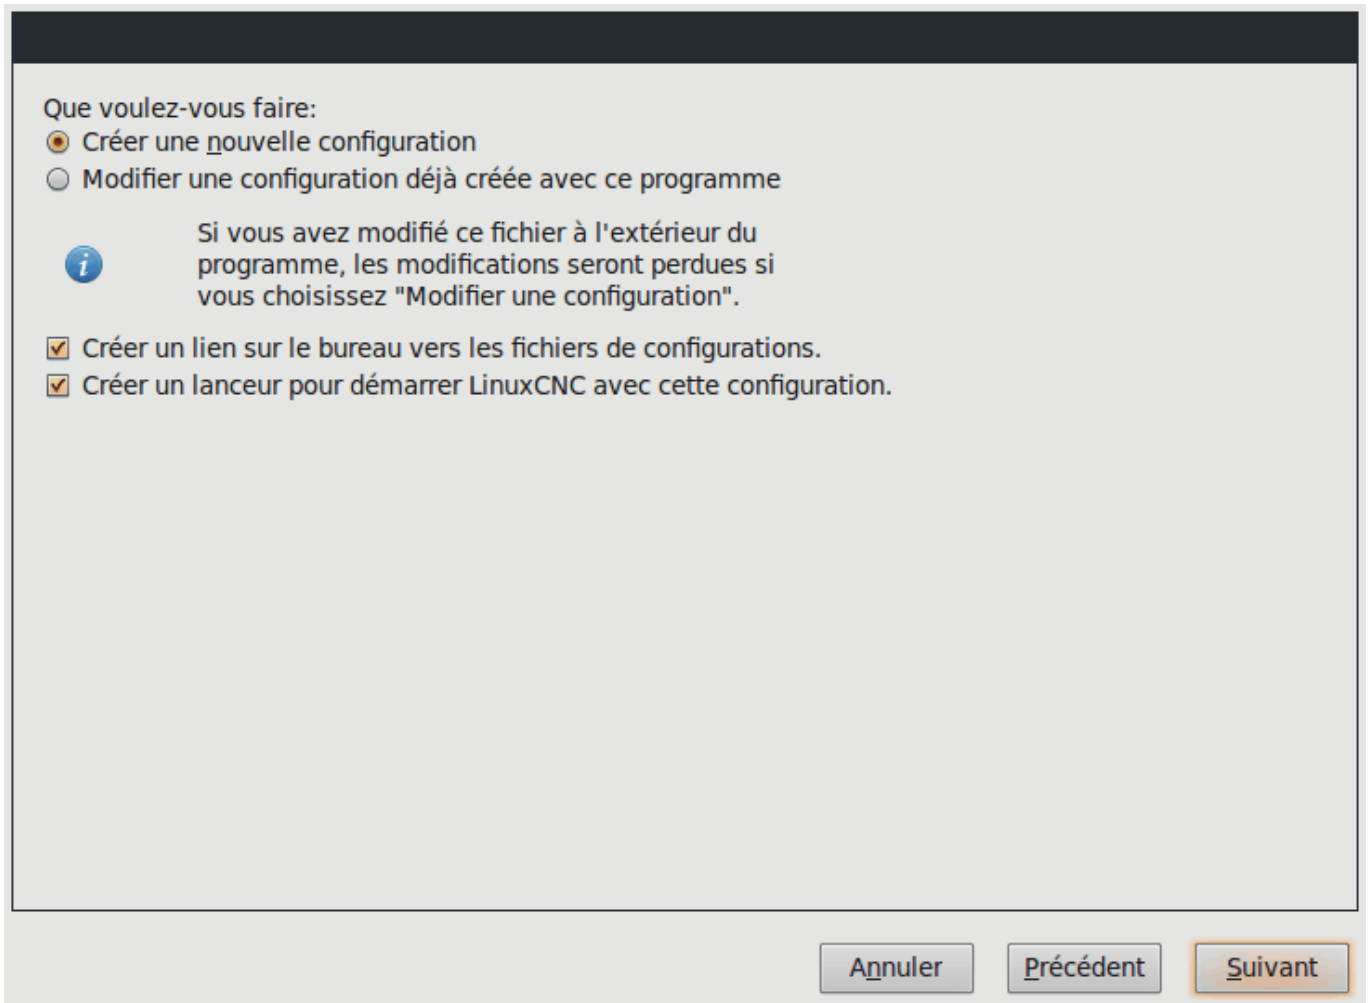 Que voulez-vous faire:
Créer une nouvelle configuration
Modifier une configuration déjà créée avec ce programme
Si vous avez modifié ce fichier à l'extérieur du
programme, les modifications seront perdues si
vous choisissez "Modifier une configuration".
Créer un lien sur le bureau vers les fichiers de configurations.
Créer un lanceur pour démarrer LinuxCNC avec cette configuration.
Annuler Précédent Suivant